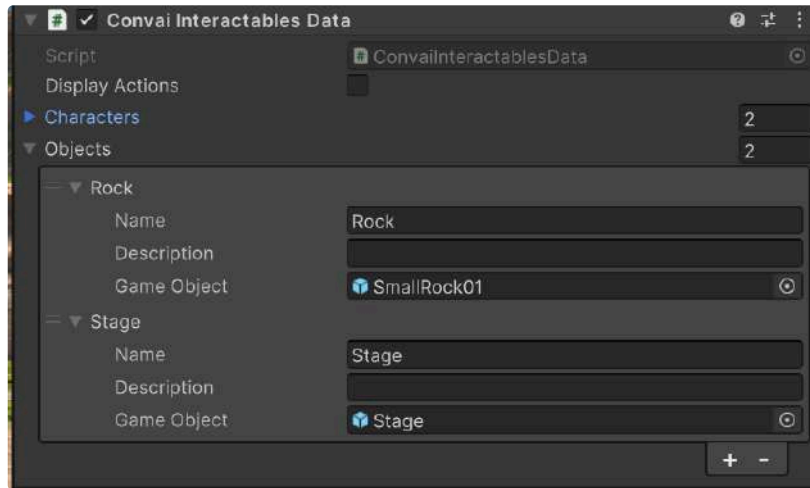 Convai Interactables Data
Script ConvaiInteractablesData
Display Actions
Characters 2
Objects 2
Rock
Name Rock
Description
Game Object SmallRock01
Stage
Name Stage
Description
Game Object Stage
+ -